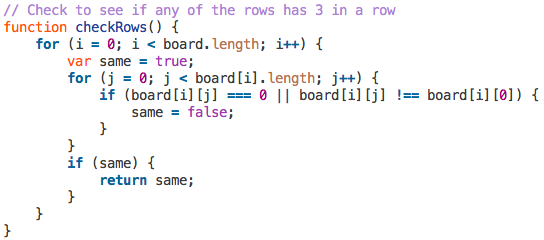 // Check to see if any of the rows has 3 in a row
function checkRows() {
    for (i = 0; i < board.length; i++) {
        var same = true;
        for (j = 0; j < board[i].length; j++) {
            if (board[i][j] === 0 || board[i][j] !== board[i][0]) {
                same = false;
            }
        }
        if (same) {
            return same;
        }
    }
}